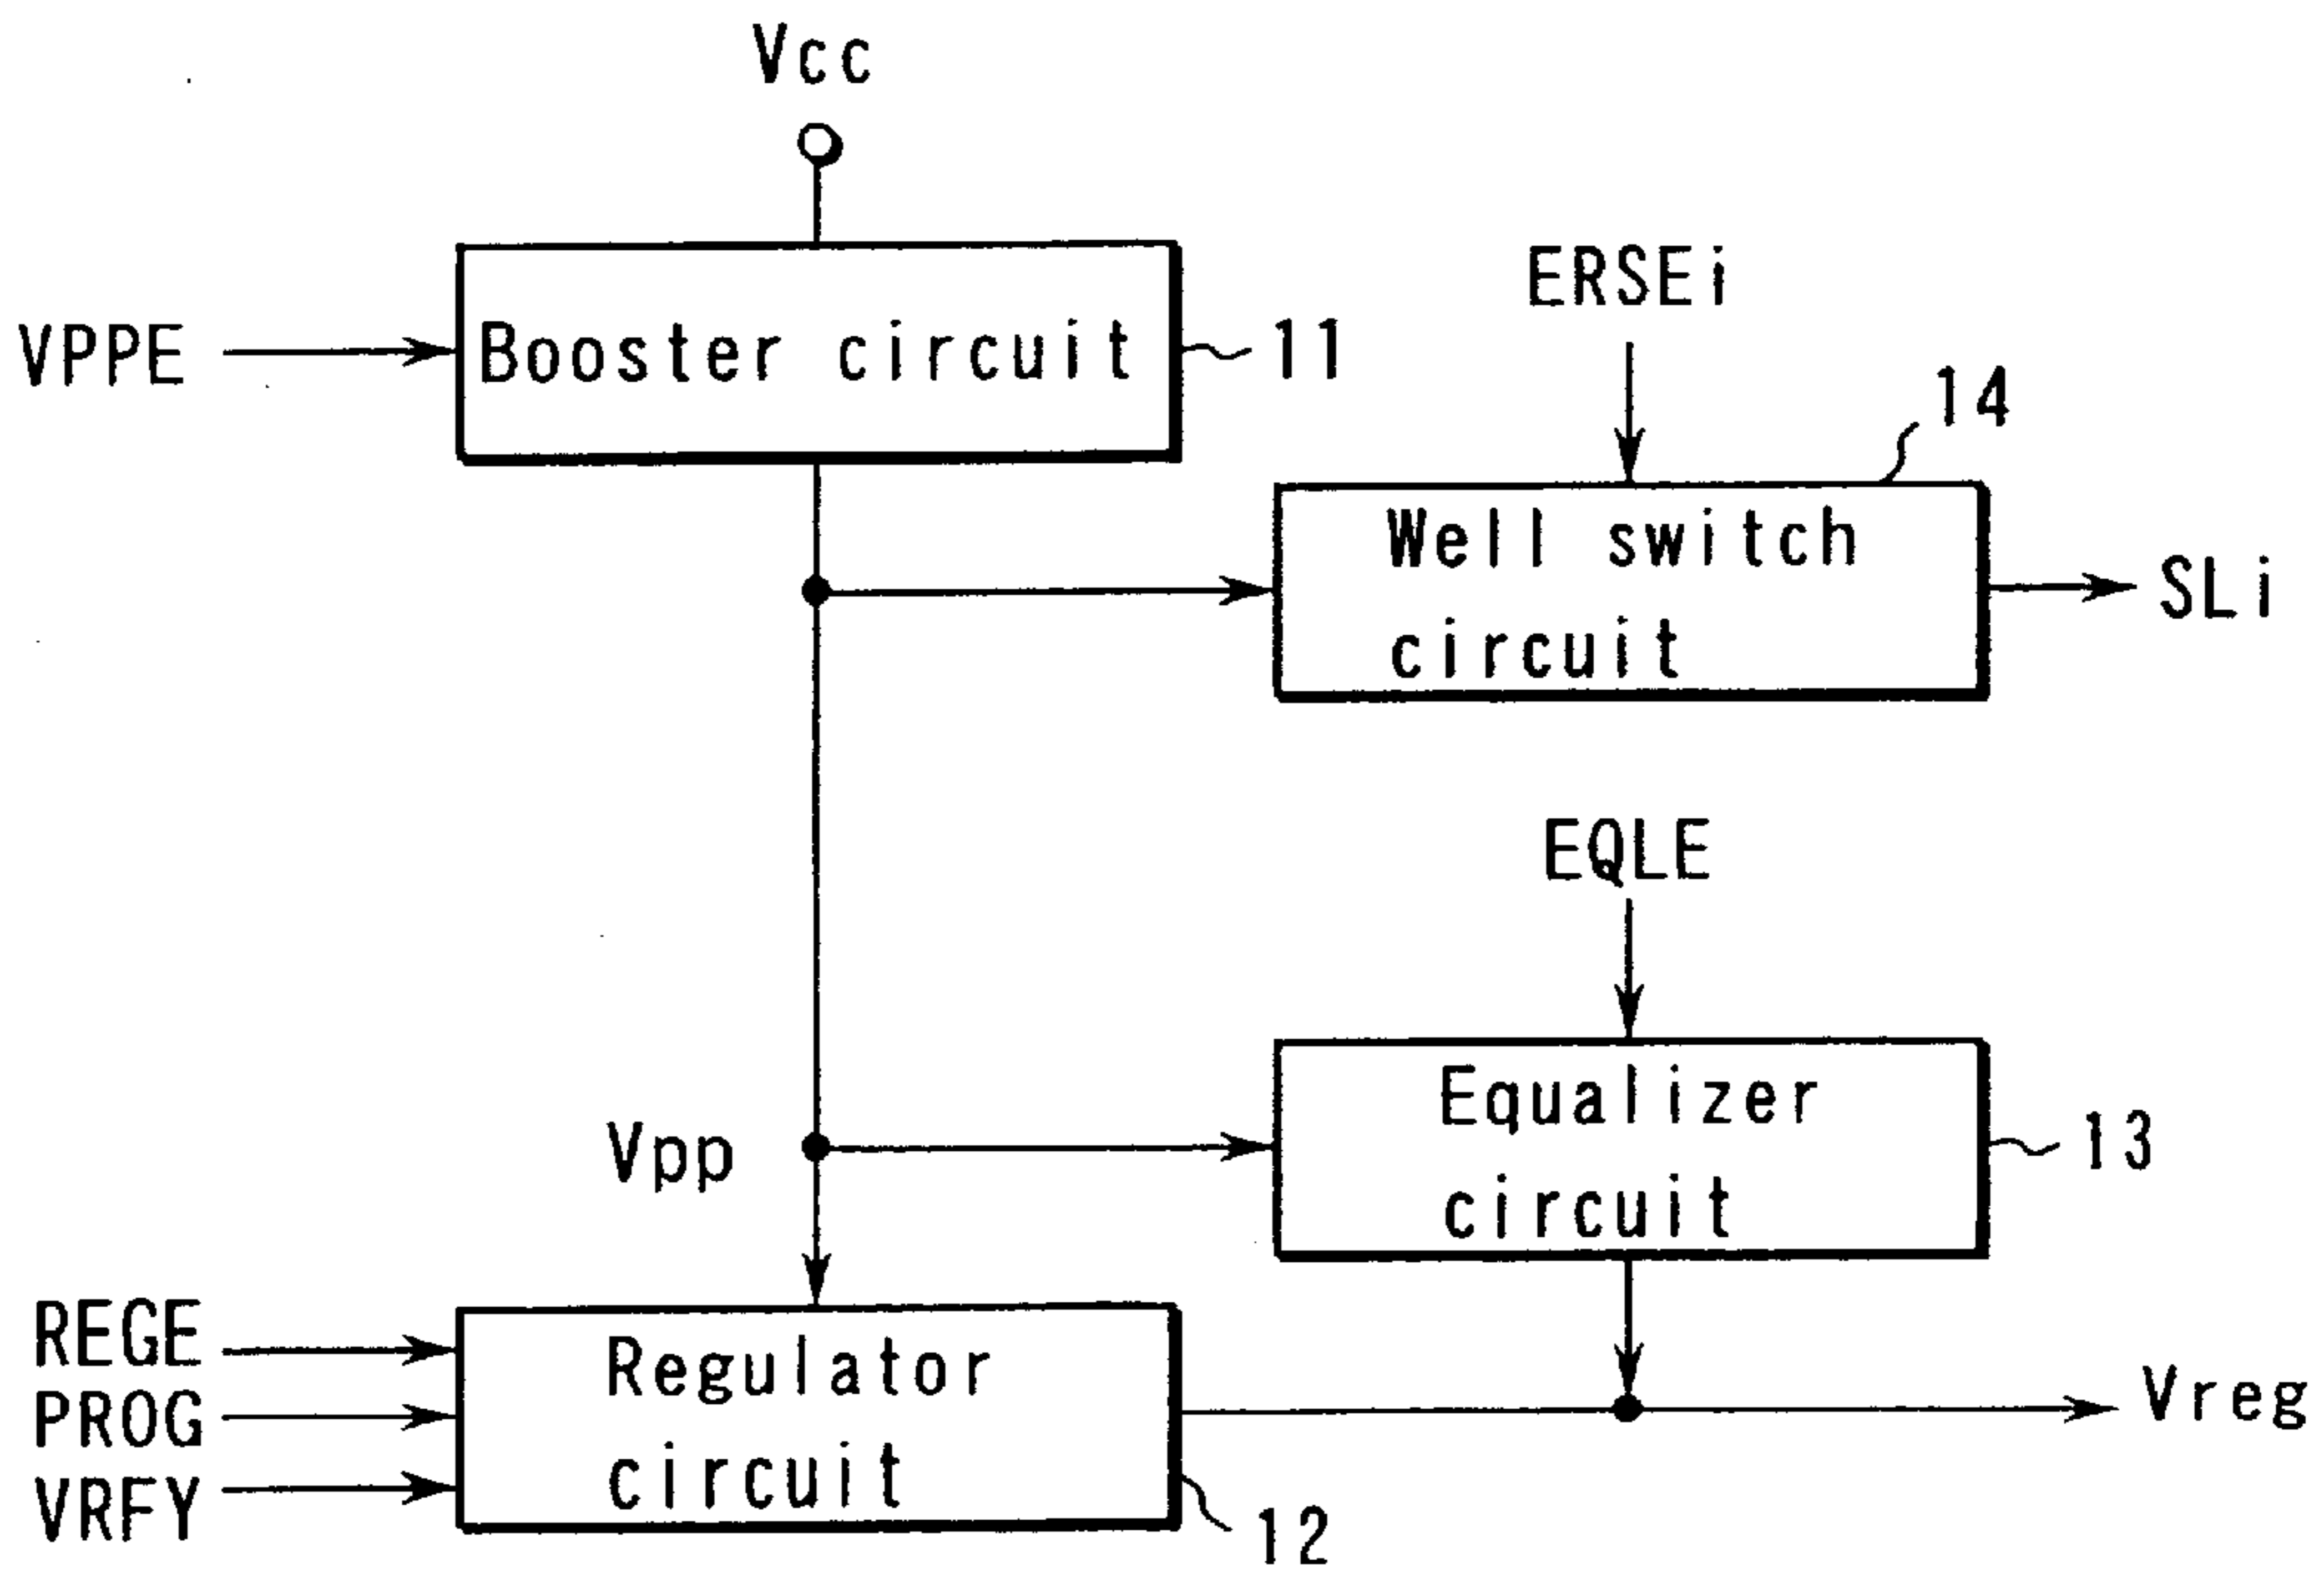 Vcc
VPPE
Booster circuit
11
ERSEi
14
Well switch
circuit
SLi
EQLE
Equalizer
circuit
13
Vpp
REGE
PROG
VRFY
Regulator
circuit
12
Vreg